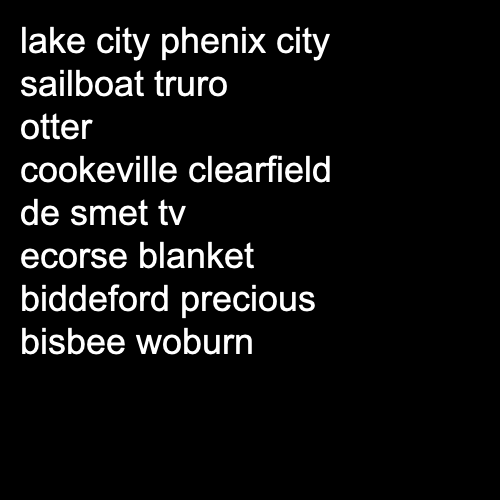 lake city phenix city
sailboat truro
otter
cookeville clearfield
de smet tv
ecorse blanket
biddeford precious
bisbee woburn